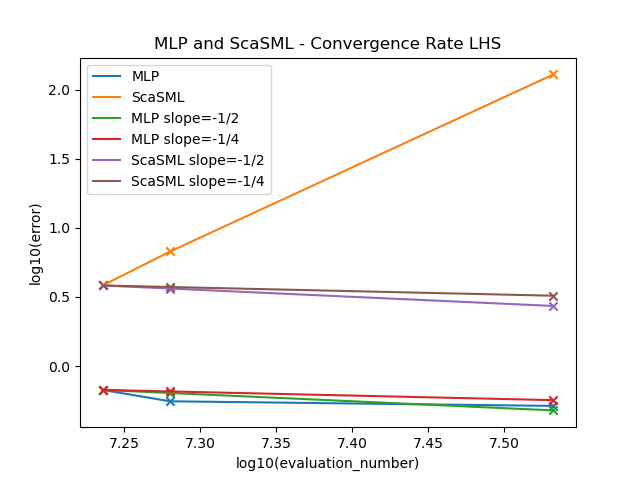 MLP and ScaSML - Convergence Rate LHS
MLP
ScaSML
MLP slope=-1/2
MLP slope=-1/4
ScaSML slope=-1/2
ScaSML slope=-1/4
log10(error)
2.0
1.5
1.0
0.5
0.0
7.25
7.30
7.35
7.40
7.45
7.50
log10(evaluation_number)